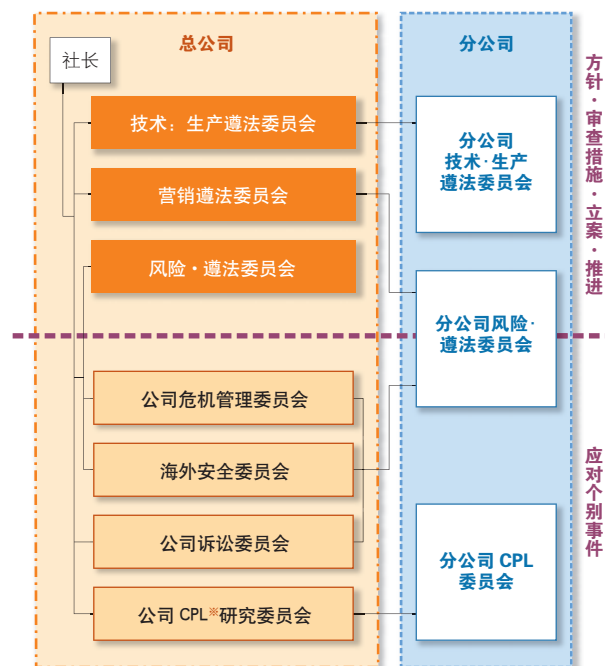 总公司
分公司
社长
技术：生产遵法委员会
营销遵法委员会
风险·遵法委员会
公司危机管理委员会
海外安全委员会
公司诉讼委员会
公司 CPL※研究委员会
分公司
技术·生产
遵法委员会
分公司风险·
遵法委员会
分公司 CPL
委员会
方针·审查措施·立案·推进
应对个别事件